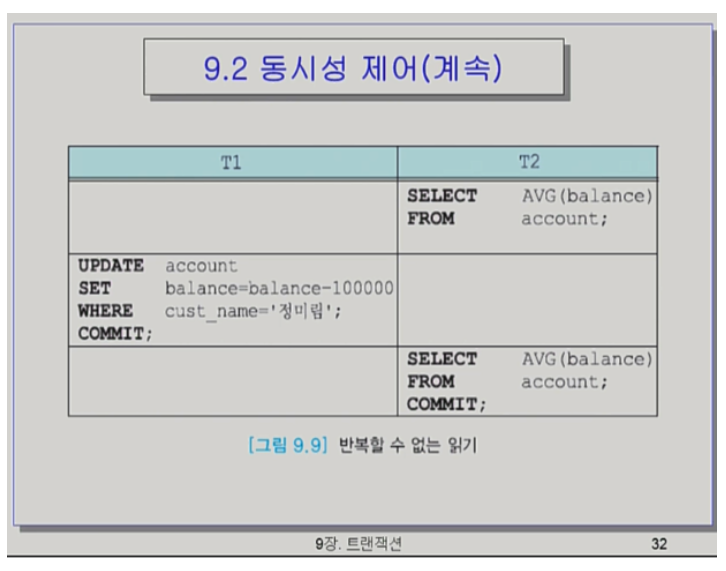 9.2 동시성 제어(계속)
T1 T2
SELECT AVG(balance)
FROM account;
UPDATE account
SET balance=balance-100000
WHERE cust_name='정미림';
COMMIT;
SELECT AVG(balance)
FROM account;
COMMIT;
[그림 9.9] 반복할 수 없는 읽기
9장. 트랜잭션 32